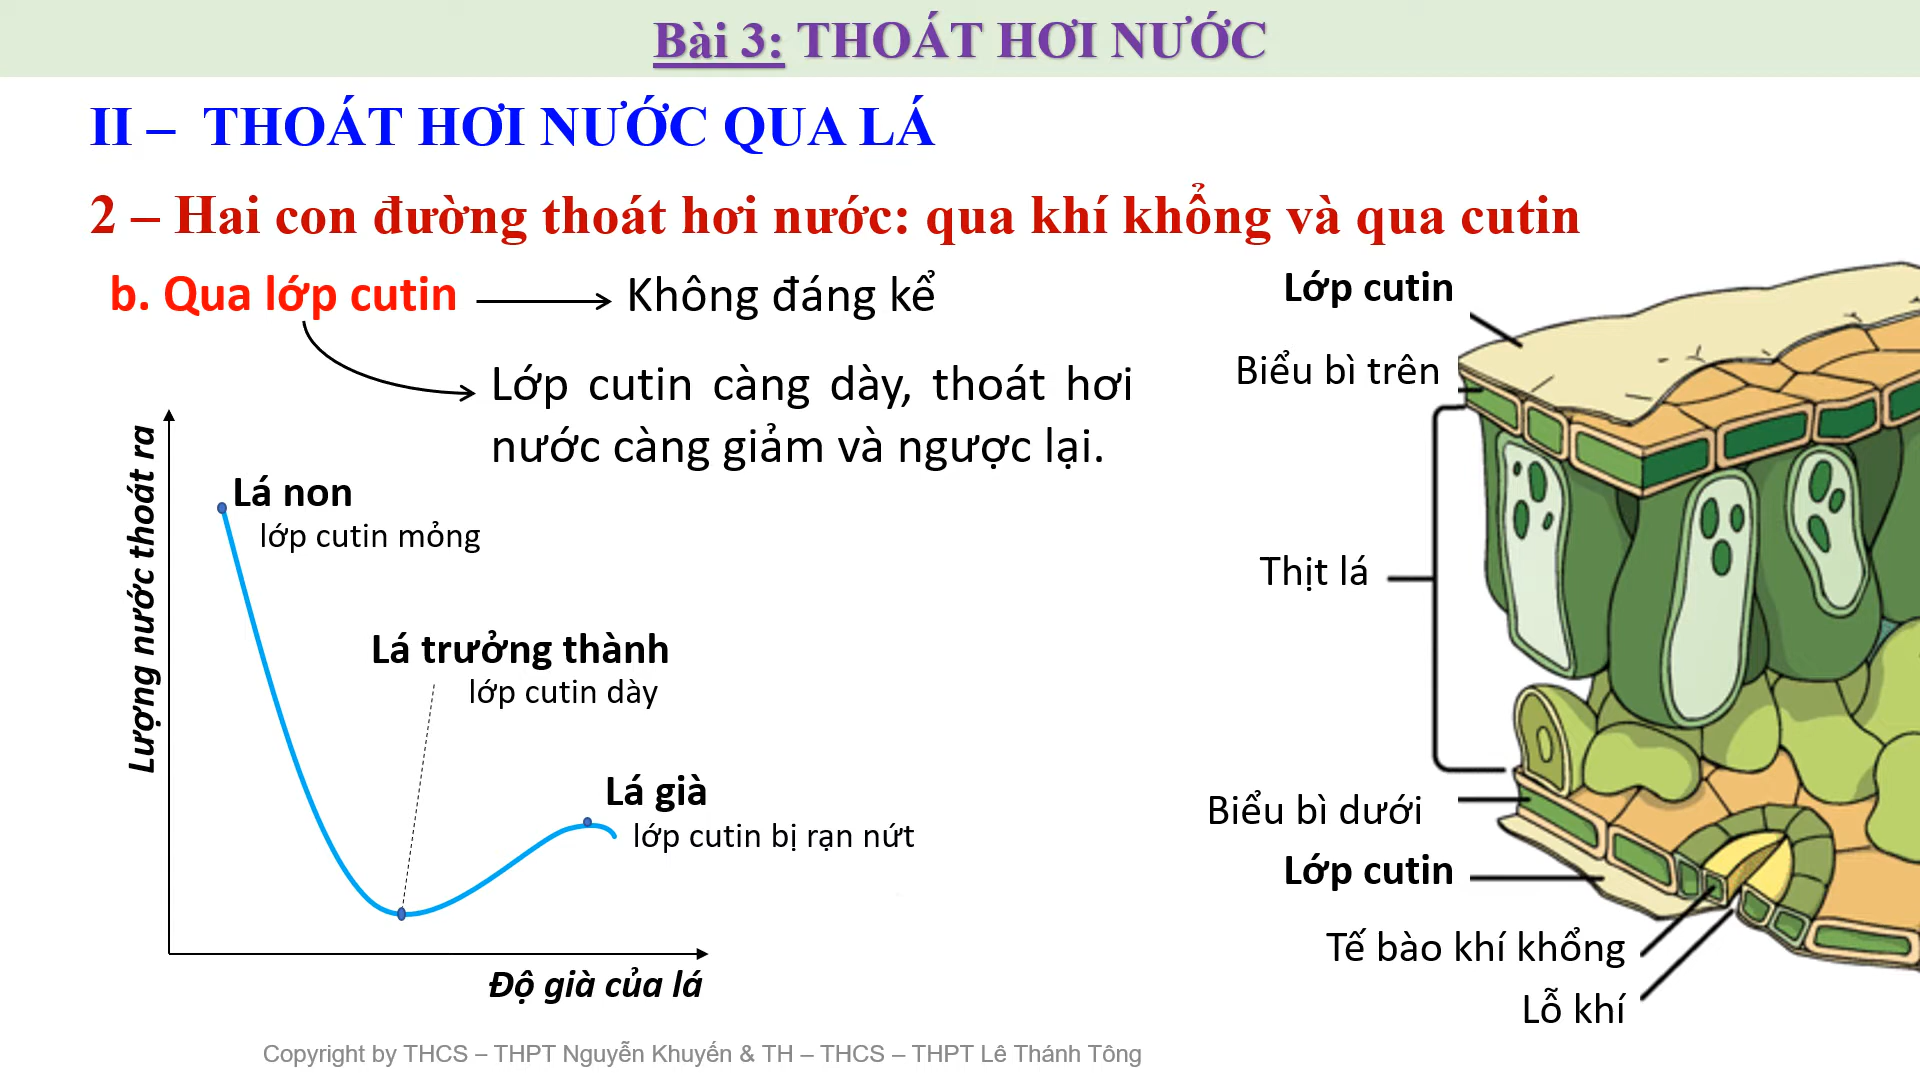 Bài 3: THOÁT HƠI NƯỚC
II – THOÁT HƠI NƯỚC QUA LÁ
2 – Hai con đường thoát hơi nước: qua khí khổng và qua cutin
b. Qua lớp cutin
Không đáng kể
Lớp cutin càng dày, thoát hơi
nước càng giảm và ngược lại.
Lượng nước thoát ra
Lá non
lớp cutin mỏng
Lá trưởng thành
lớp cutin dày
Lá già
lớp cutin bị rạn nứt
Độ già của lá
Lớp cutin
Biểu bì trên
Thịt lá
Biểu bì dưới
Lớp cutin
Tế bào khí khổng
Lỗ khí
Copyright by THCS – THPT Nguyễn Khuyến & TH – THCS – THPT Lê Thánh Tông